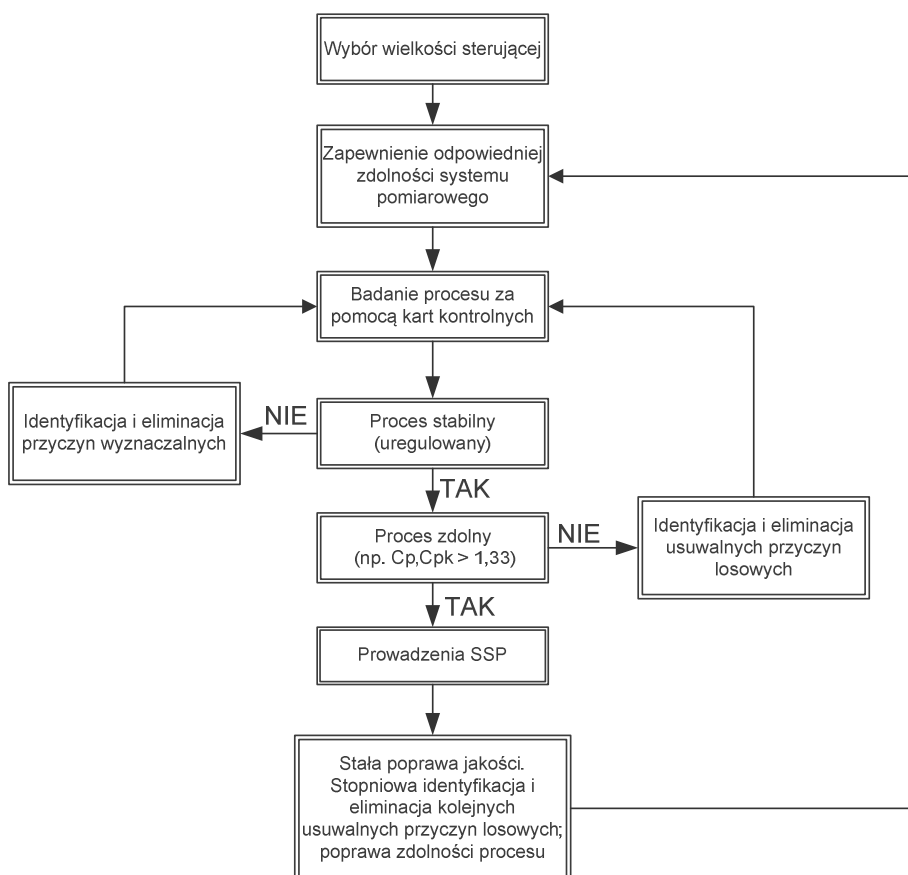 Wybór wielkości sterującej
Zapewnienie odpowiedniej
zdolności systemu
pomiarowego
Badanie procesu za
pomocą kart kontrolnych
Identyfikacja i eliminacja
przyczyn wyznaczalnych
NIE
Proces stabilny
(uregulowany)
TAK
Proces zdolny
(np. Cp,Cpk > 1,33)
NIE
Identyfikacja i eliminacja
usuwalnych przyczyn
losowych
TAK
Prowadzenia SSP
Stała poprawa jakości.
Stopniowa identyfikacja i
eliminacja kolejnych
usuwalnych przyczyn losowych;
poprawa zdolności procesu